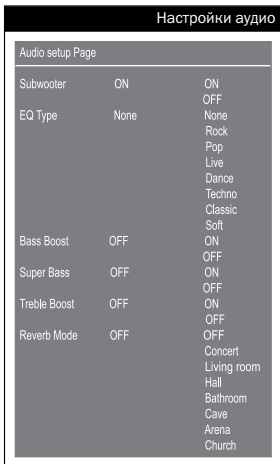 Настройки аудио
Audio setup Page
Subwooter ON ON
OFF
EQ Type None None
Rock
Pop
Live
Dance
Techno
Classic
Soft
Bass Boost OFF ON
OFF
Super Bass OFF ON
OFF
Treble Boost OFF ON
OFF
Reverb Mode OFF OFF
Concert
Living room
Hall
Bathroom
Cave
Arena
Church